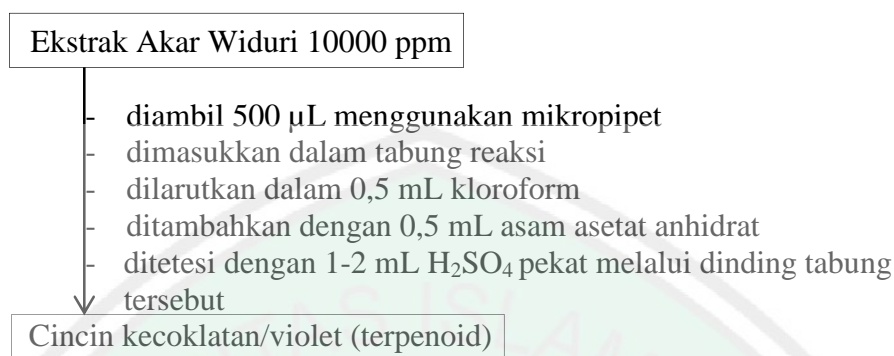 Ekstrak Akar Widuri 10000 ppm
- diambil 500 µL menggunakan mikropipet
- dimasukkan dalam tabung reaksi
- dilarutkan dalam 0,5 mL kloroform
- ditambahkan dengan 0,5 mL asam asetat anhidrat
- ditetesi dengan 1-2 mL H₂SO₄ pekat melalui dinding tabung
tersebut
Cincin kecoklatan/violet (terpenoid)